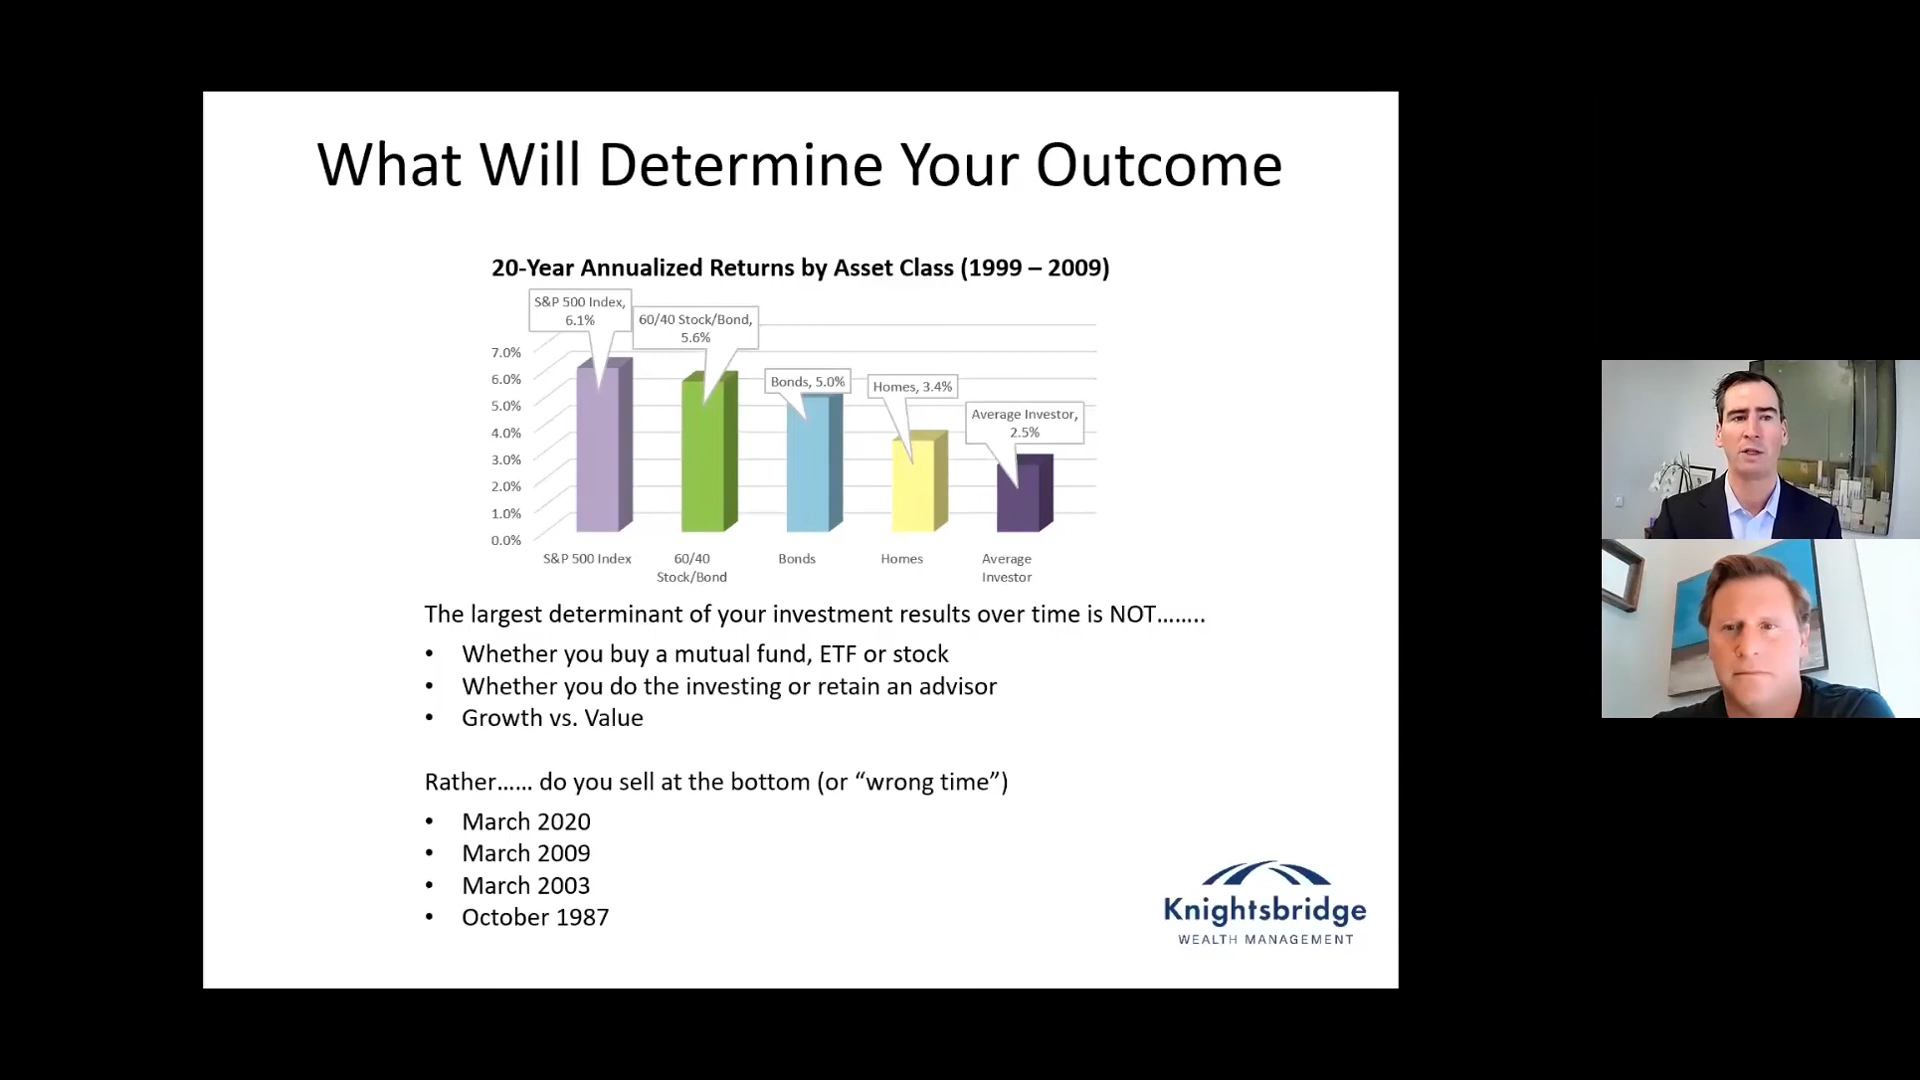 What Will Determine Your Outcome
20-Year Annualized Returns by Asset Class (1999 – 2009)
S&P 500 Index,
6.1%
60/40 Stock/Bond,
5.6%
Bonds, 5.0%
Homes, 3.4%
Average Investor,
2.5%
7.0%
6.0%
5.0%
4.0%
3.0%
2.0%
1.0%
0.0%
S&P 500 Index
60/40
Stock/Bond
Bonds
Homes
Average
Investor
The largest determinant of your investment results over time is NOT........
• Whether you buy a mutual fund, ETF or stock
• Whether you do the investing or retain an advisor
• Growth vs. Value
Rather...... do you sell at the bottom (or “wrong time”)
• March 2020
• March 2009
• March 2003
• October 1987
Knightsbridge
WEALTH MANAGEMENT